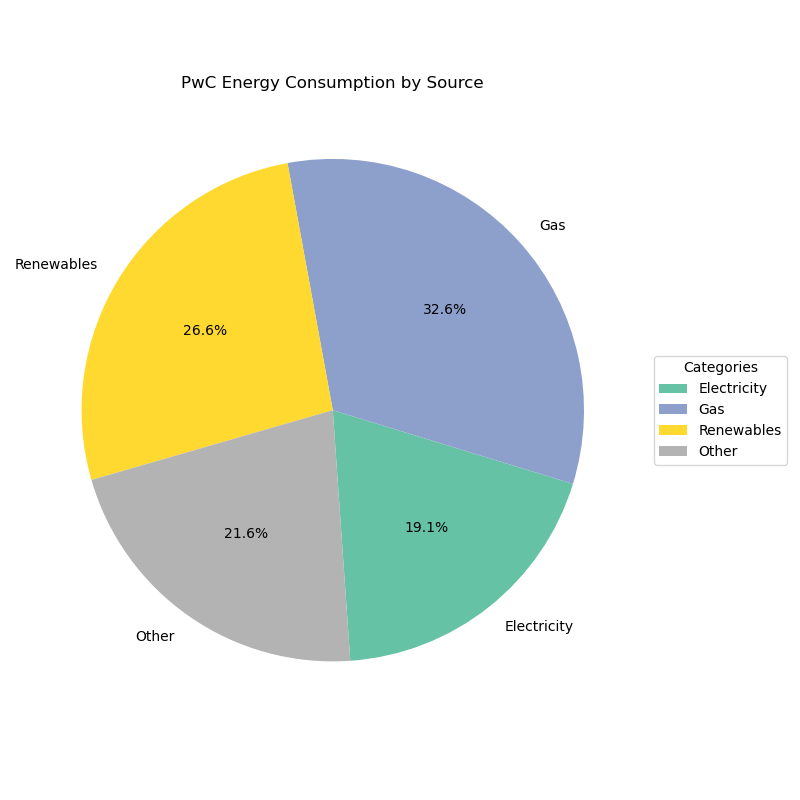 PwC Energy Consumption by Source
Gas
Renewables
32.6%
26.6%
Categories
Electricity
Gas
Renewables
Other
19.1%
21.6%
Electricity
Other